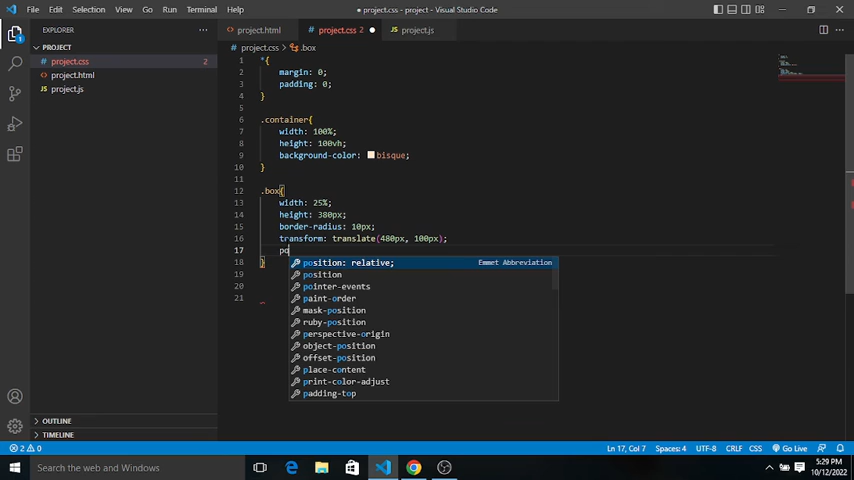 File Edit Selection View Go Run Terminal Help
project.css - project - Visual Studio Code
EXPLORER ···
project.html
project.css 2
project.js
PROJECT
project.css > .box
project.css 2
project.html
project.js
1 *{
2 margin: 0;
3 padding: 0;
4 }
5
6 .container{
7 width: 100%;
8 height: 100vh;
9 background-color: bisque;
10 }
11
12 .box{
13 width: 25%;
14 height: 380px;
15 border-radius: 10px;
16 transform: translate(480px, 100px);
17 po
18 }
19
20
21
position: relative; Emmet Abbreviation
position
pointer-events
paint-order
mask-position
ruby-position
perspective-origin
object-position
offset-position
place-content
print-color-adjust
padding-top
OUTLINE
TIMELINE
2 0 Ln 17, Col 7 Spaces: 4 UTF-8 CRLF CSS Go Live
Search the web and Windows
5:29 PM
10/12/2022